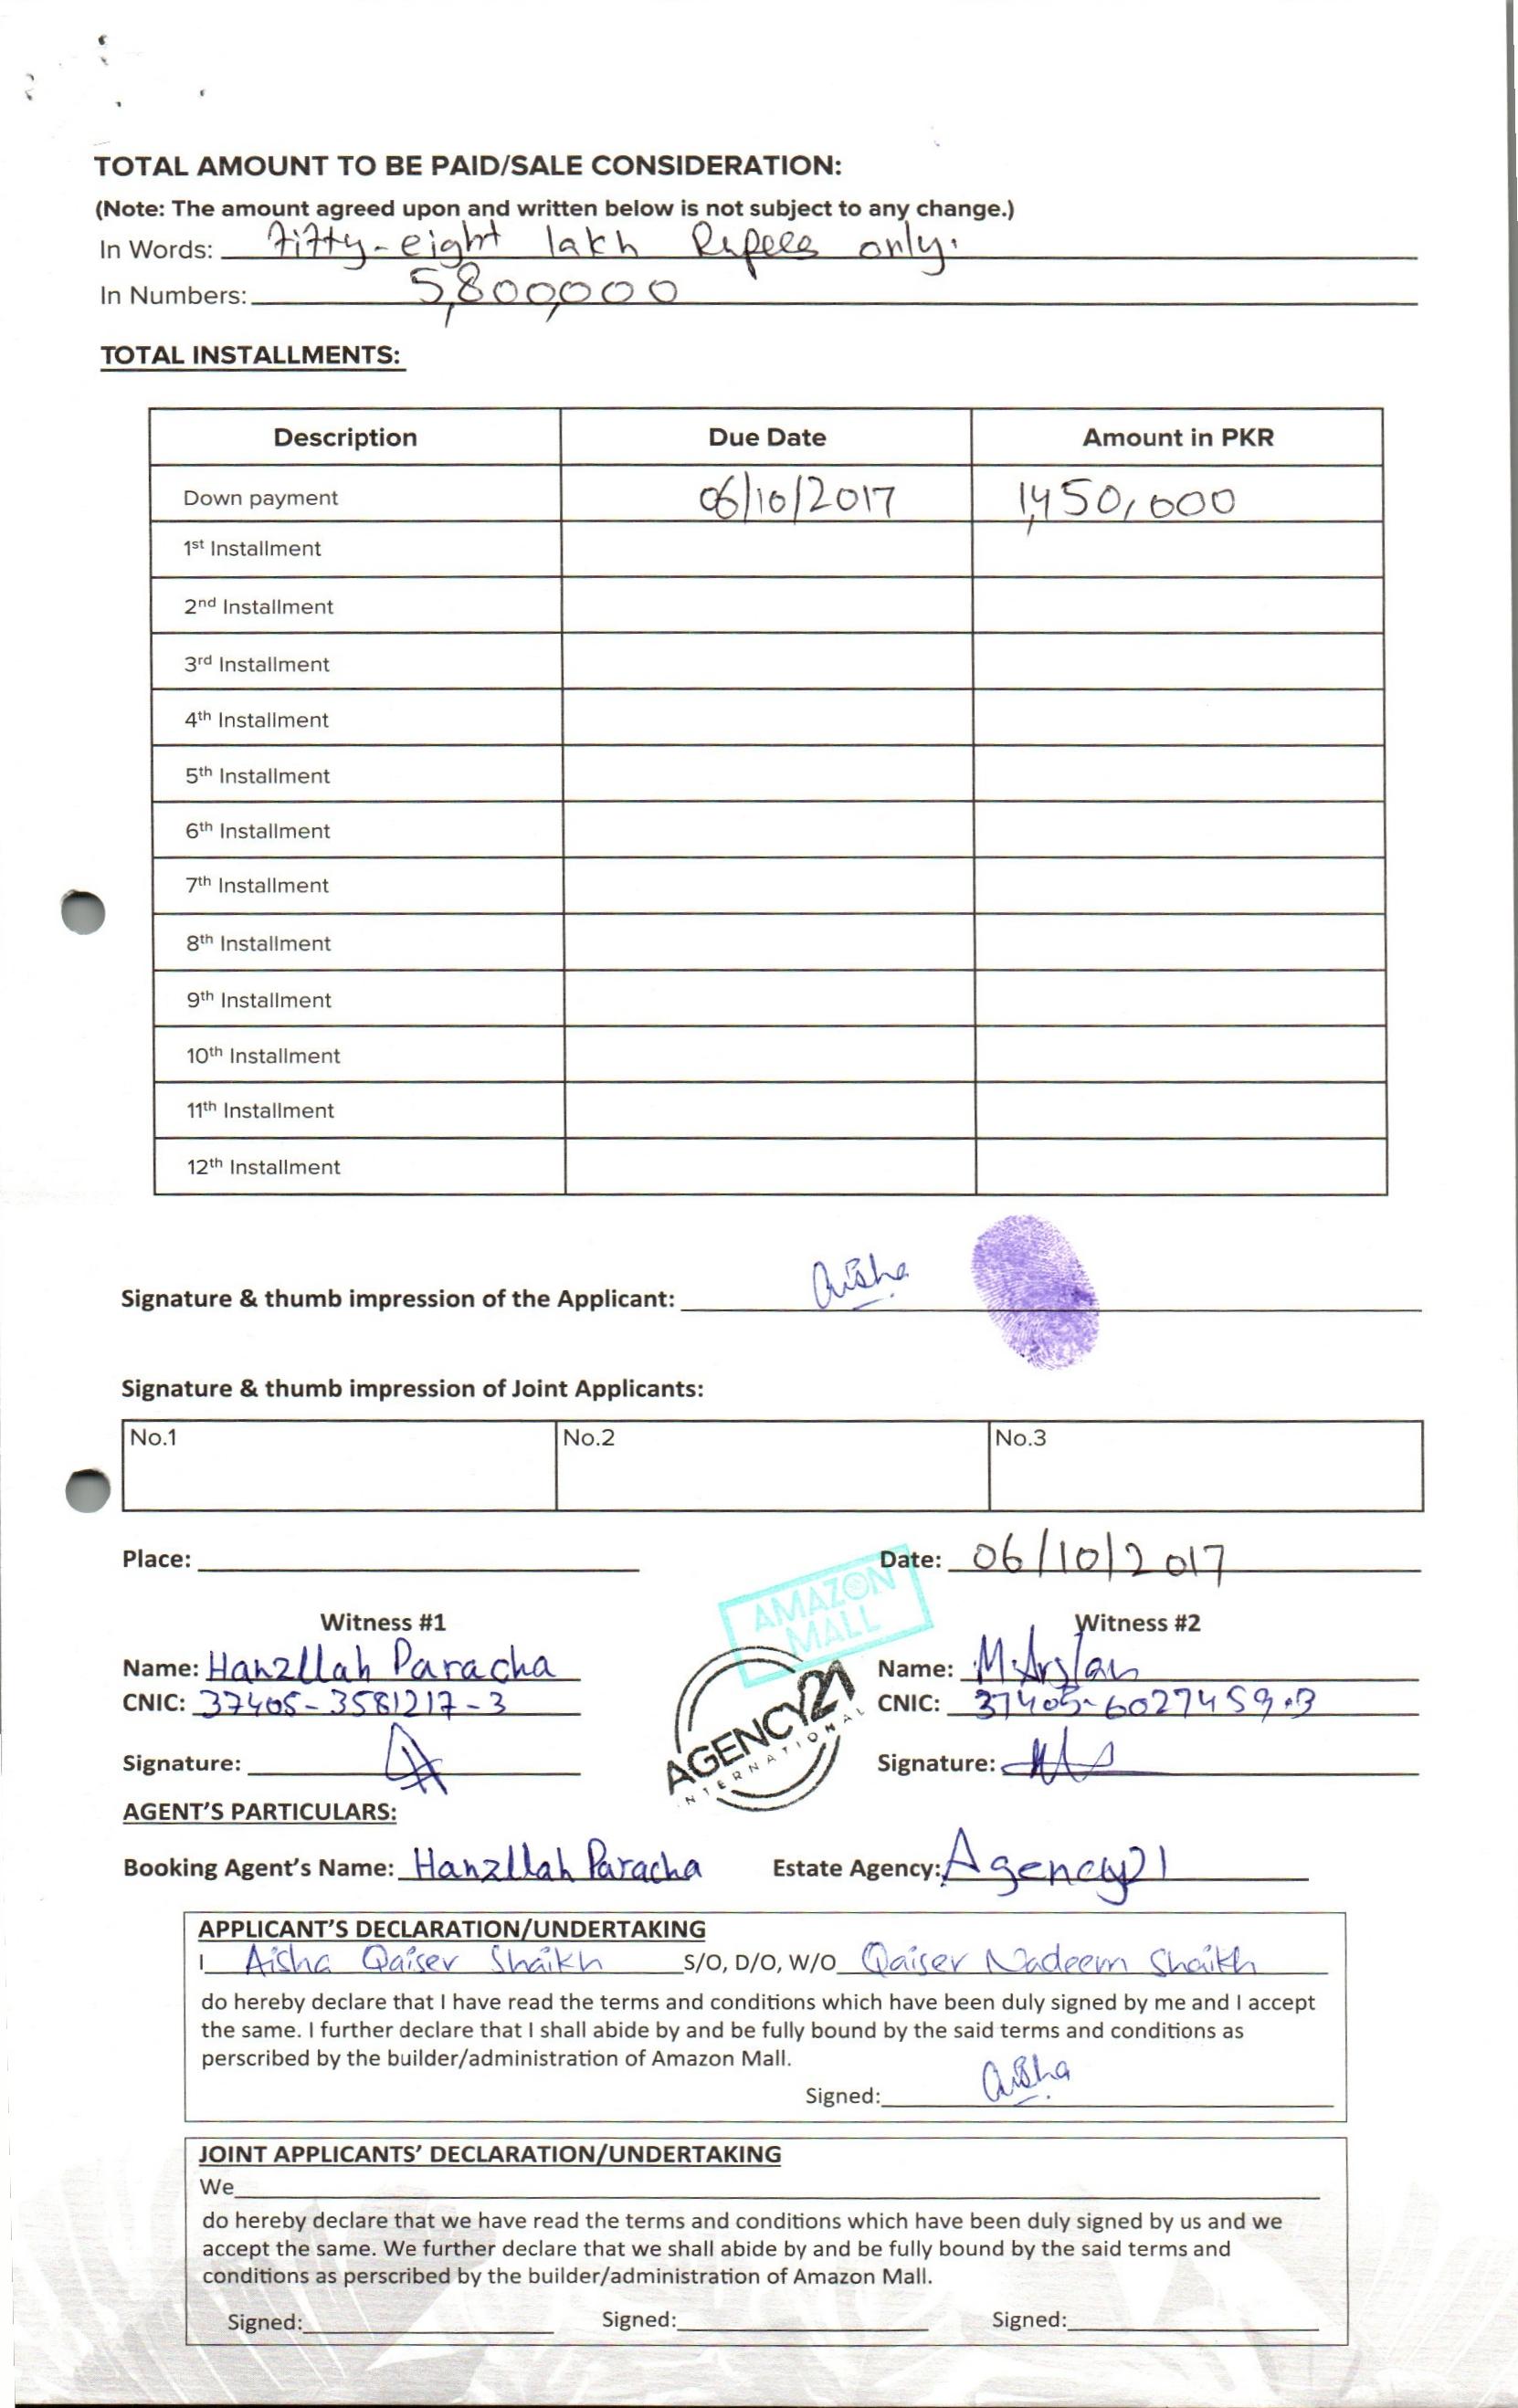 TOTAL AMOUNT TO BE PAID/SALE CONSIDERATION:
(Note: The amount agreed upon and written below is not subject to any change.)
In Words: Fifty-eight lakh Rupees only.
In Numbers: 5,800,000
TOTAL INSTALLMENTS:
Description Due Date Amount in PKR
Down payment 06/10/2017 1,450,000
1st Installment
2nd Installment
3rd Installment
4th Installment
5th Installment
6th Installment
7th Installment
8th Installment
9th Installment
10th Installment
11th Installment
12th Installment
Signature & thumb impression of the Applicant: Aisha
Signature & thumb impression of Joint Applicants:
No.1 No.2 No.3
Place: Date: 06/10/2017
AMAZON MALL
Witness #1 Witness #2
Name: Hanzllah Paracha Name: M.Arslan
CNIC: 37405-3581217-3 CNIC: 37405-6027459-3
AGENCY21
INTERNATIONAL
Signature: Signature:
AGENT'S PARTICULARS:
Booking Agent's Name: Hanzllah Paracha Estate Agency: Agency21
APPLICANT'S DECLARATION/UNDERTAKING
I Aisha Qaiser Shaikh S/O, D/O, W/O Qaiser Nadeem Shaikh
do hereby declare that I have read the terms and conditions which have been duly signed by me and I accept
the same. I further declare that I shall abide by and be fully bound by the said terms and conditions as
perscribed by the builder/administration of Amazon Mall.
Signed: Aisha
JOINT APPLICANTS' DECLARATION/UNDERTAKING
We
do hereby declare that we have read the terms and conditions which have been duly signed by us and we
accept the same. We further declare that we shall abide by and be fully bound by the said terms and
conditions as perscribed by the builder/administration of Amazon Mall.
Signed: Signed: Signed: